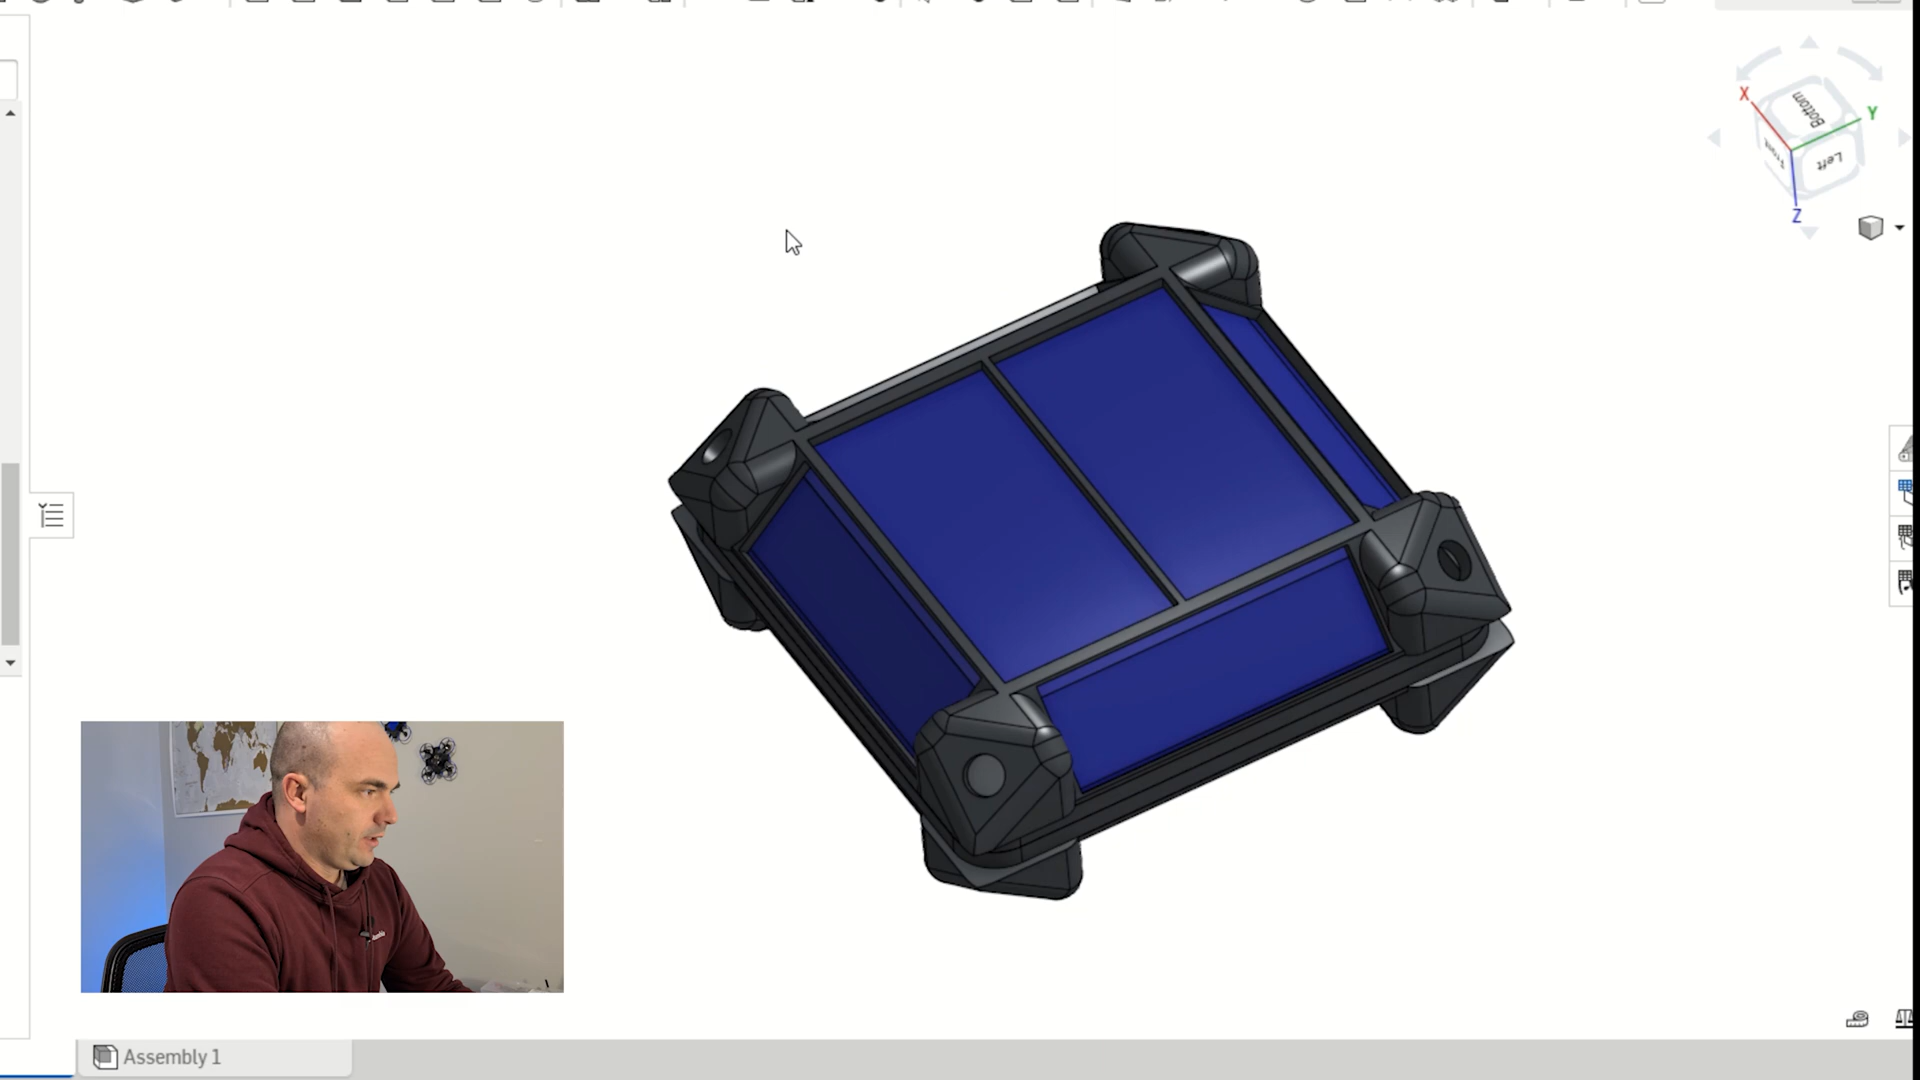 X
Bottom
Y
Front
Left
Z
Assembly 1